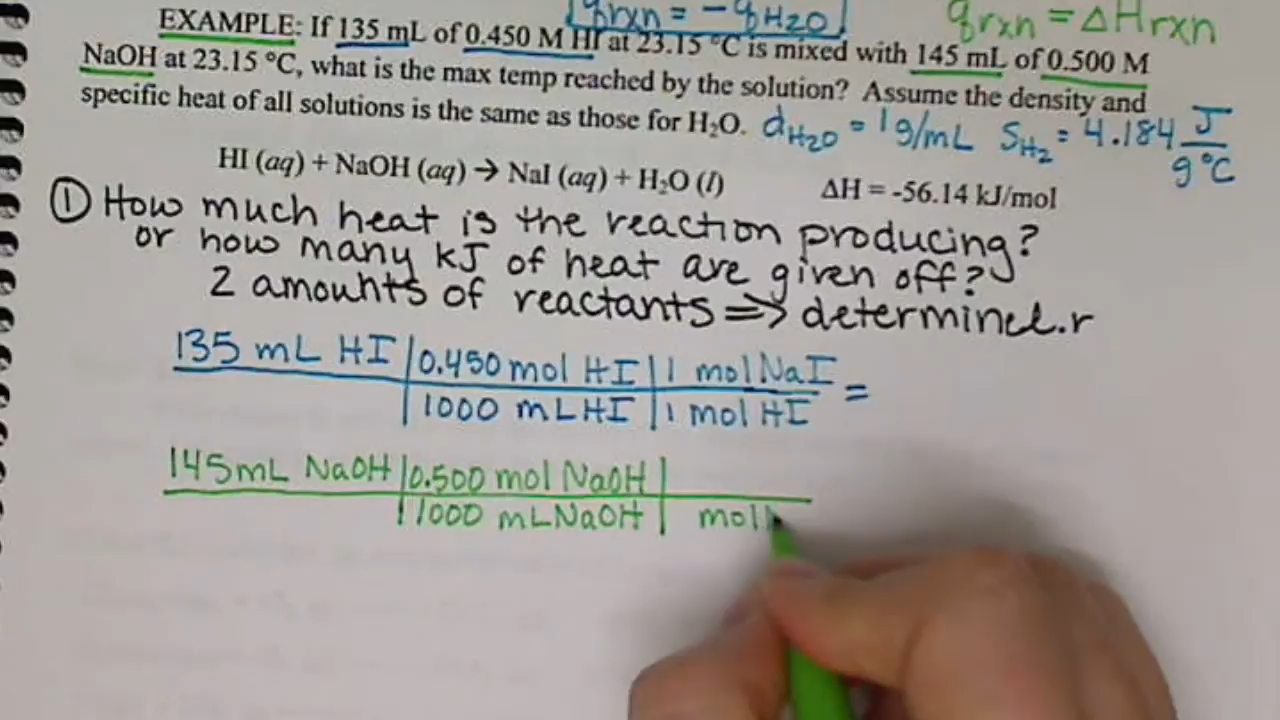 qrxn = -qH2O
qrxn = ΔHrxn
EXAMPLE: If 135 mL of 0.450 M HI at 23.15 °C is mixed with 145 mL of 0.500 M
NaOH at 23.15 °C, what is the max temp reached by the solution? Assume the density and
specific heat of all solutions is the same as those for H₂O. dH2O = 1g/mL SH2 = 4.184 J/g°C
HI (aq) + NaOH (aq) → NaI (aq) + H₂O (l) ΔH = -56.14 kJ/mol
① How much heat is the reaction producing?
or how many kJ of heat are given off?
2 amounts of reactants => determine l.r
135 mL HI | 0.450 mol HI | 1 mol NaI =
1000 mL HI | 1 mol HI
145mL NaOH | 0.500 mol NaOH |
1000 mL NaOH | mol